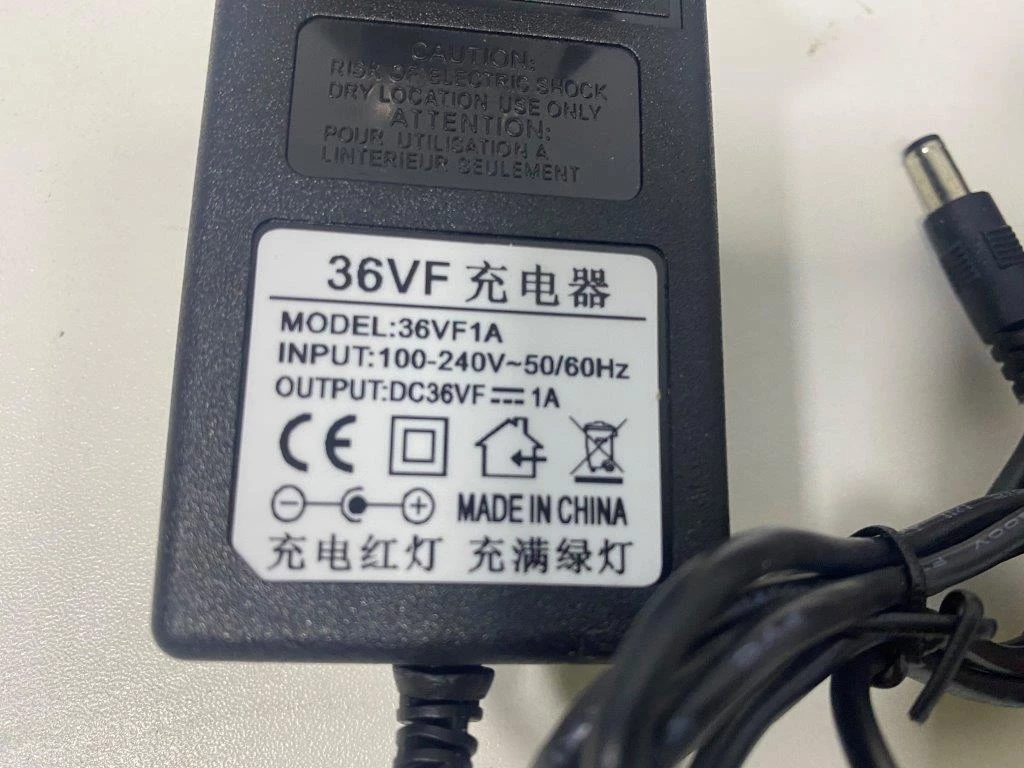 CAUTION:
RISK OF ELECTRIC SHOCK
DRY LOCATION USE ONLY
ATTENTION:
POUR UTILISATION A
LINTERIEUR SEULEMENT
36VF 充电器
MODEL:36VF1A
INPUT:100-240V~50/60Hz
OUTPUT:DC36VF⎓1A
CE
MADE IN CHINA
充电红灯 充满绿灯